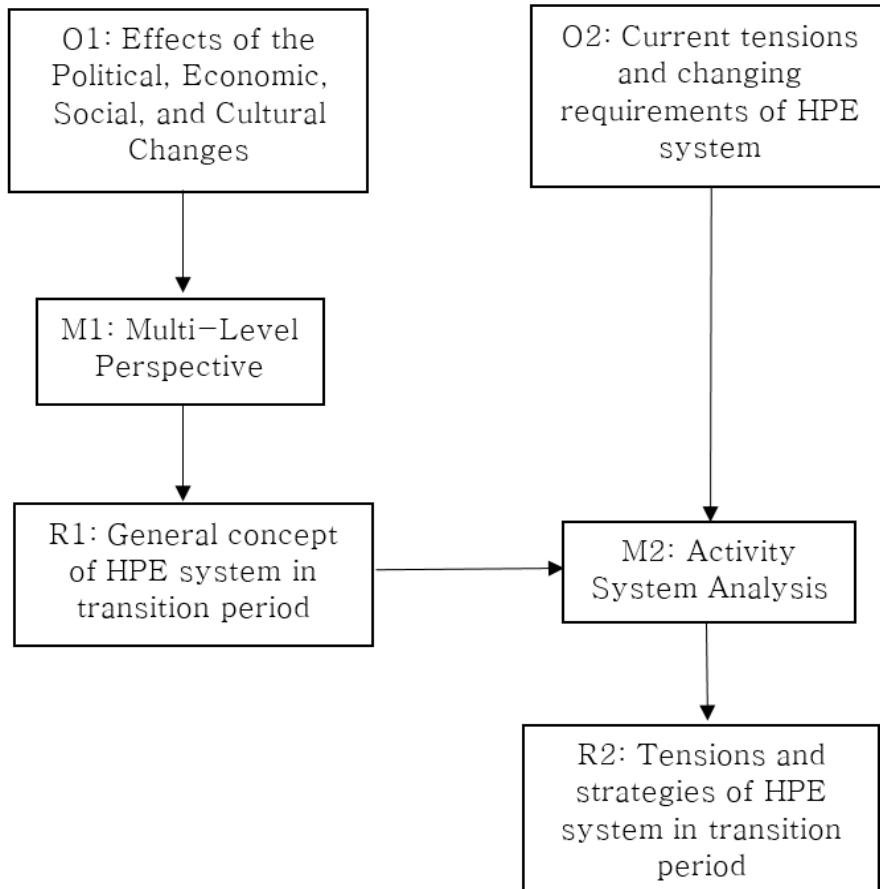 O1: Effects of the
Political, Economic,
Social, and Cultural
Changes
O2: Current tensions
and changing
requirements of HPE
system
M1: Multi-Level
Perspective
R1: General concept
of HPE system in
transition period
M2: Activity
System Analysis
R2: Tensions and
strategies of HPE
system in transition
period